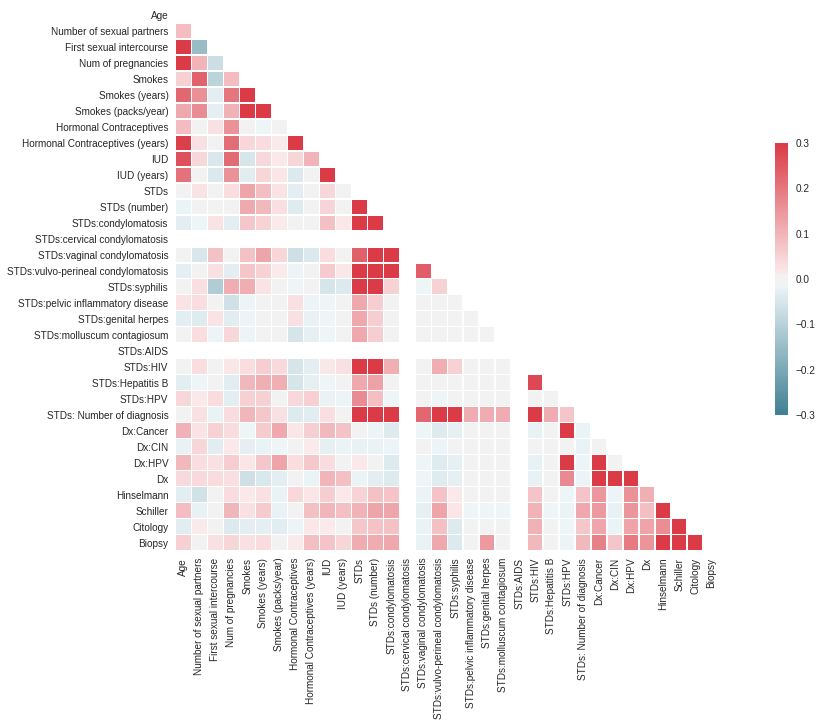 Age
Number of sexual partners
First sexual intercourse
Num of pregnancies
Smokes
Smokes (years)
Smokes (packs/year)
Hormonal Contraceptives
Hormonal Contraceptives (years)
IUD
IUD (years)
STDs
STDs (number)
STDs:condylomatosis
STDs:cervical condylomatosis
STDs:vaginal condylomatosis
STDs:vulvo-perineal condylomatosis
STDs:syphilis
STDs:pelvic inflammatory disease
STDs:genital herpes
STDs:molluscum contagiosum
STDs:AIDS
STDs:HIV
STDs:Hepatitis B
STDs:HPV
STDs: Number of diagnosis
Dx:Cancer
Dx:CIN
Dx:HPV
Dx
Hinselmann
Schiller
Citology
Biopsy
Age
Number of sexual partners
First sexual intercourse
Num of pregnancies
Smokes
Smokes (years)
Smokes (packs/year)
Hormonal Contraceptives
Hormonal Contraceptives (years)
IUD
IUD (years)
STDs
STDs (number)
STDs:condylomatosis
STDs:cervical condylomatosis
STDs:vaginal condylomatosis
STDs:vulvo-perineal condylomatosis
STDs:syphilis
STDs:pelvic inflammatory disease
STDs:genital herpes
STDs:molluscum contagiosum
STDs:AIDS
STDs:HIV
STDs:Hepatitis B
STDs:HPV
STDs: Number of diagnosis
Dx:Cancer
Dx:CIN
Dx:HPV
Dx
Hinselmann
Schiller
Citology
Biopsy
0.3
0.2
0.1
0.0
−0.1
−0.2
−0.3